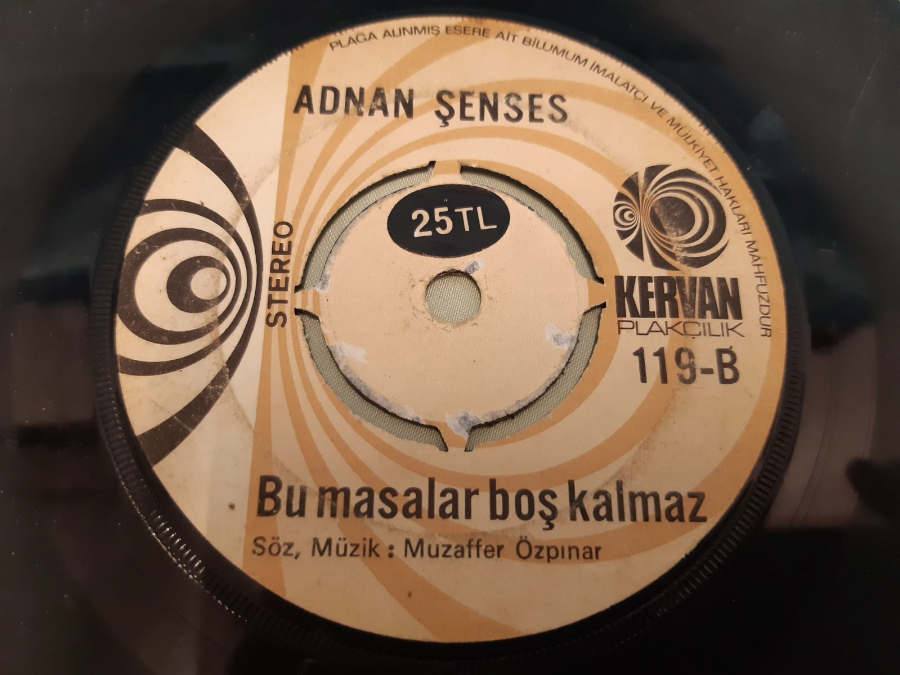 PLAĞA ALINMIŞ ESERE AİT BİLUMUM İMALATÇI VE MÜLKİYET HAKLARI MAHFUZDUR
ADNAN ŞENSES
25TL
STEREO
KERVAN
PLAKÇILIK
119-B
Bu masalar boş kalmaz
Söz, Müzik : Muzaffer Özpınar